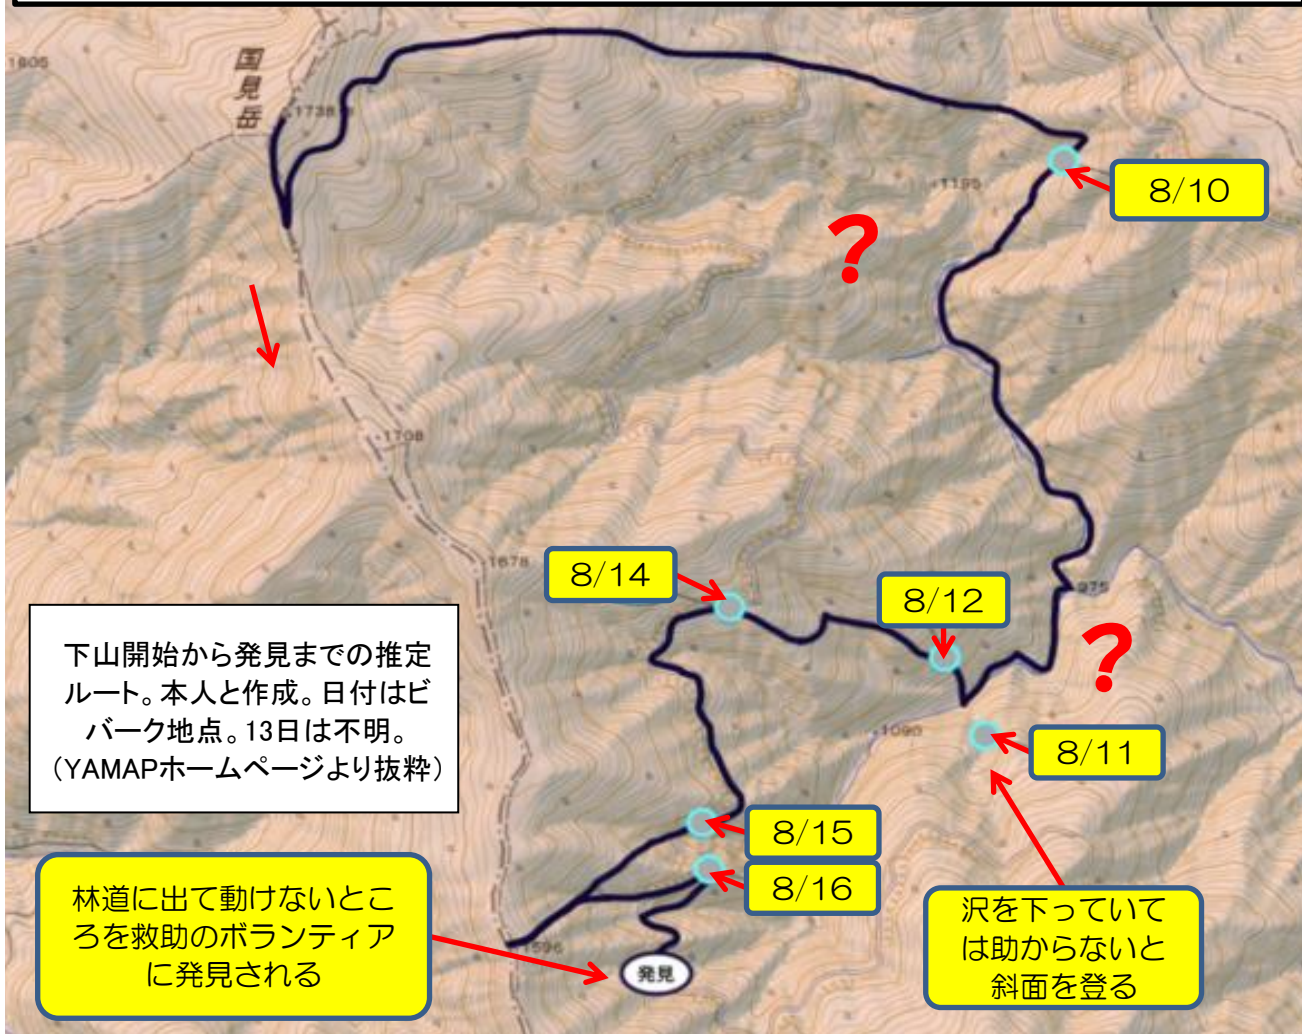 1605
国見岳
1738
1195
8/10
?
1708
1678
8/14
8/12
975
?
下山開始から発見までの推定
ルート。本人と作成。日付はビ
バーク地点。13日は不明。
(YAMAPホームページより抜粋)
1090
8/11
8/15
8/16
林道に出て動けないとこ
ろを救助のボランティア
に発見される
1596
発見
沢を下っていて
は助からないと
斜面を登る